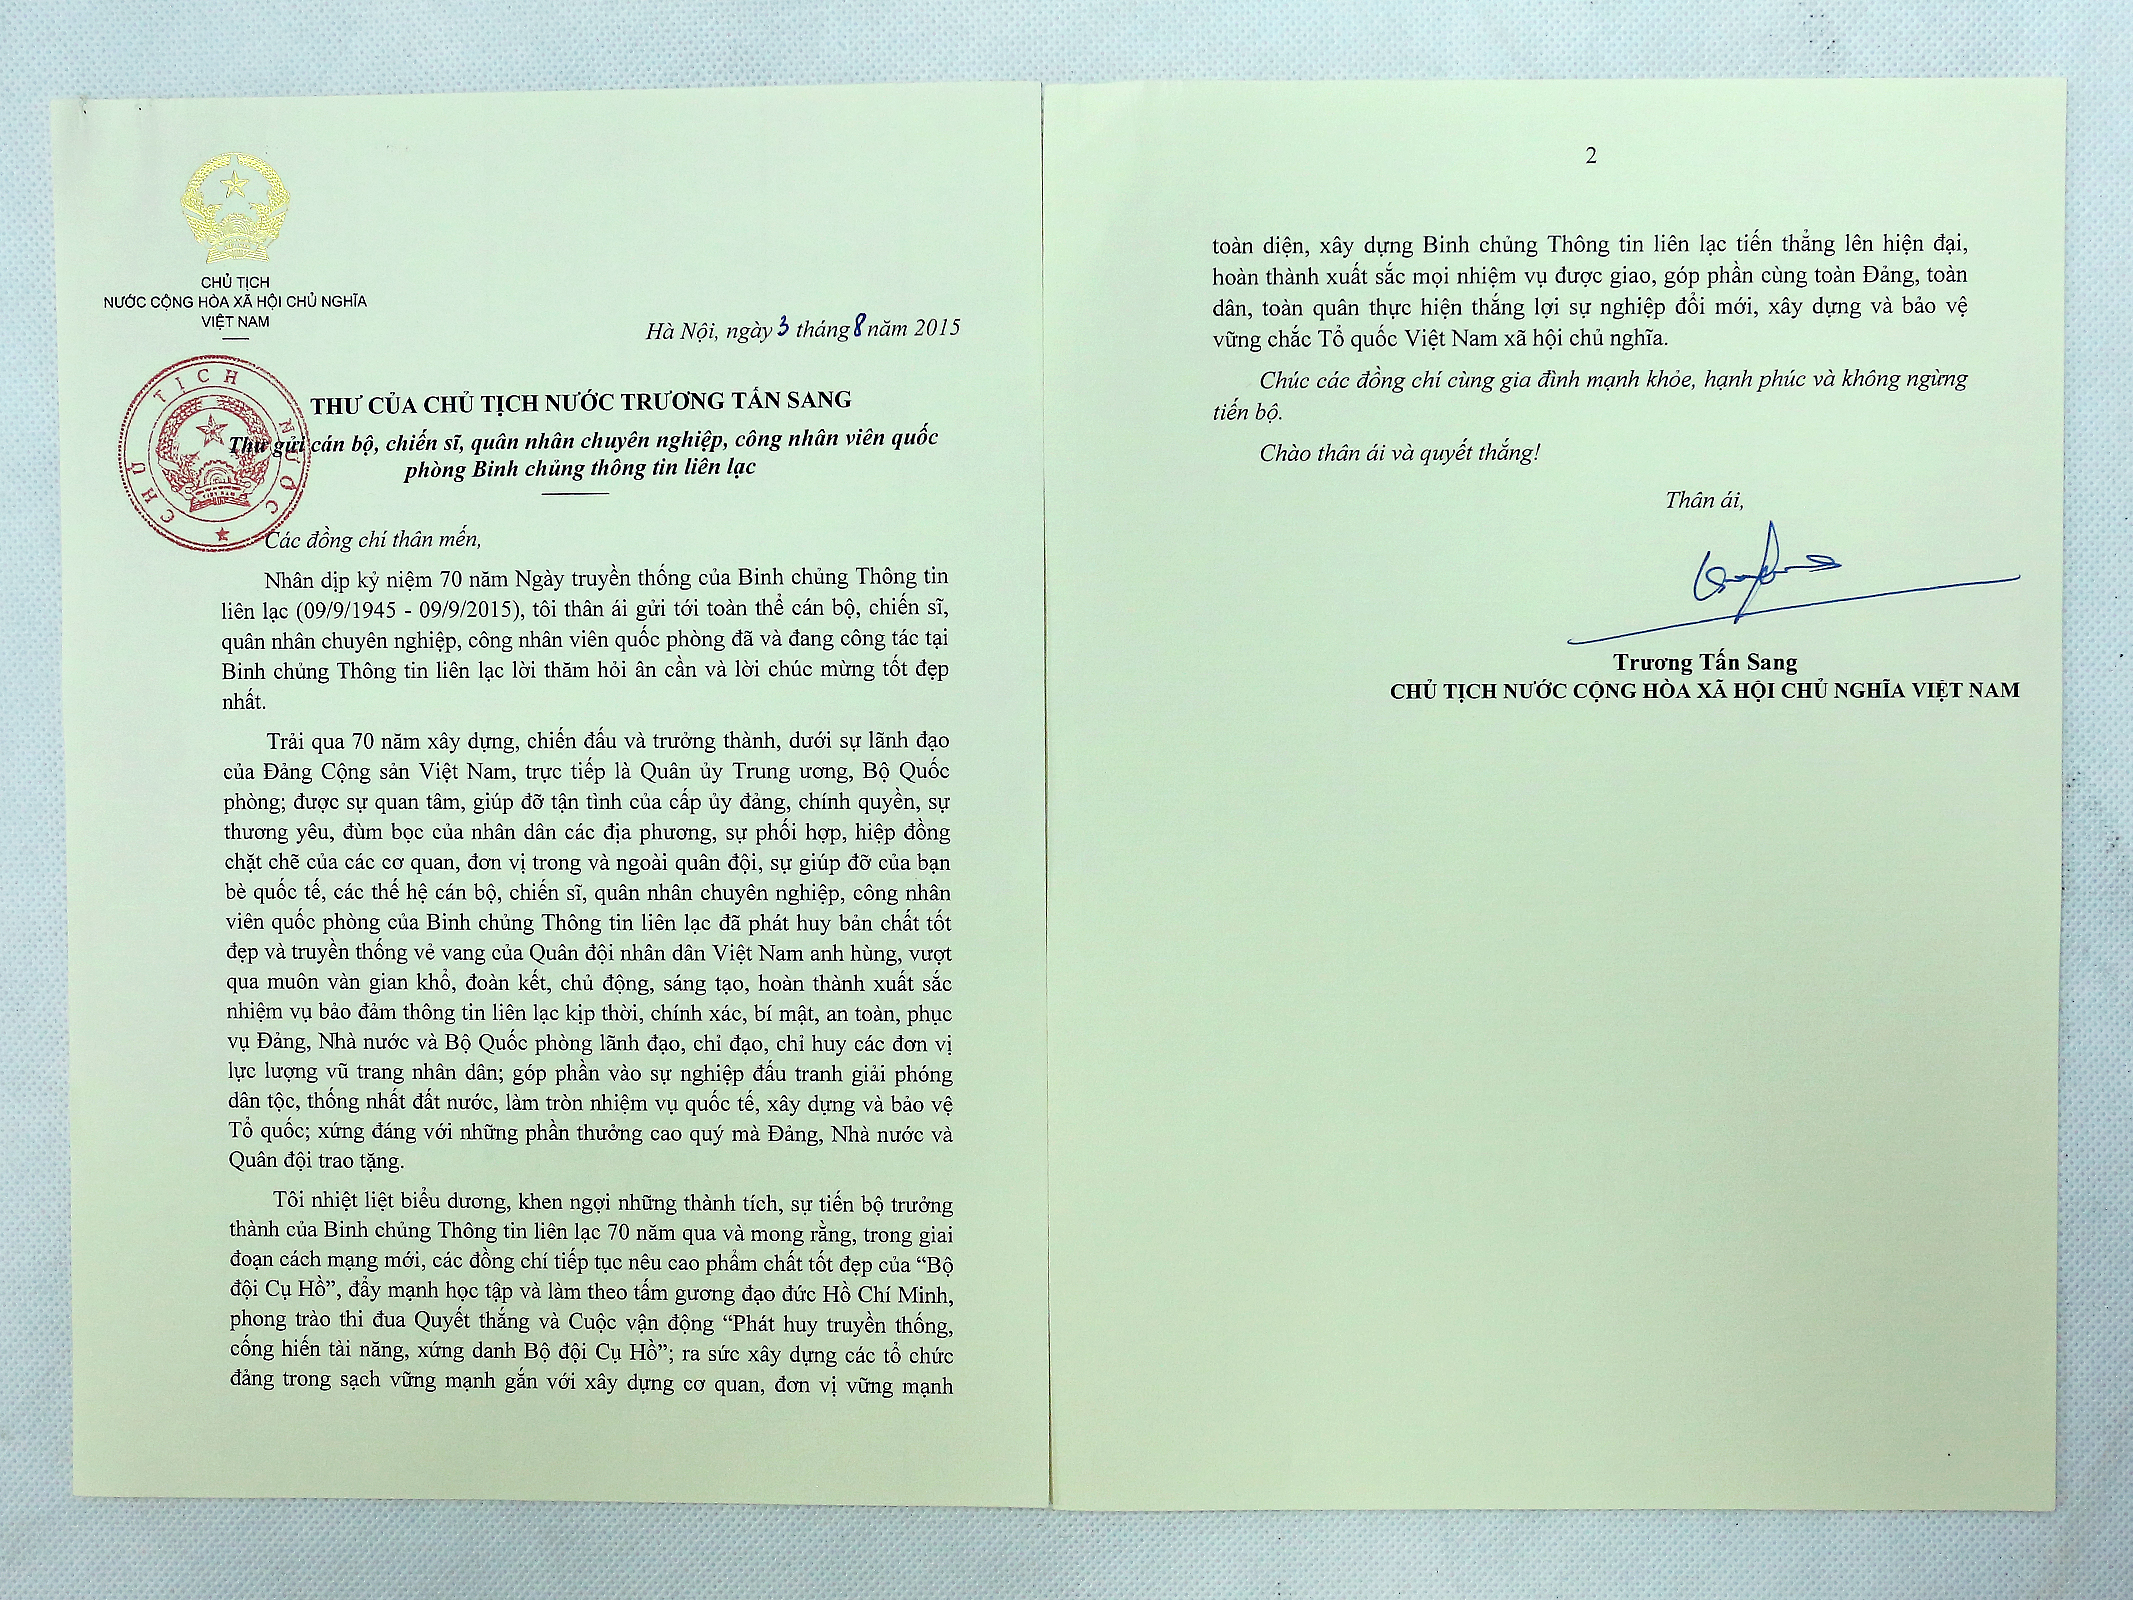 CHỦ TỊCH
NƯỚC CỘNG HÒA XÃ HỘI CHỦ NGHĨA
VIỆT NAM
Hà Nội, ngày 3 tháng 8 năm 2015
CHỦ TỊCH NƯỚC
VIỆT NAM
THƯ CỦA CHỦ TỊCH NƯỚC TRƯƠNG TẤN SANG
Thư gửi cán bộ, chiến sĩ, quân nhân chuyên nghiệp, công nhân viên quốc
phòng Binh chủng thông tin liên lạc
Các đồng chí thân mến,
Nhân dịp kỷ niệm 70 năm Ngày truyền thống của Binh chủng Thông tin
liên lạc (09/9/1945 - 09/9/2015), tôi thân ái gửi tới toàn thể cán bộ, chiến sĩ,
quân nhân chuyên nghiệp, công nhân viên quốc phòng đã và đang công tác tại
Binh chủng Thông tin liên lạc lời thăm hỏi ân cần và lời chúc mừng tốt đẹp
nhất.
Trải qua 70 năm xây dựng, chiến đấu và trưởng thành, dưới sự lãnh đạo
của Đảng Cộng sản Việt Nam, trực tiếp là Quân ủy Trung ương, Bộ Quốc
phòng; được sự quan tâm, giúp đỡ tận tình của cấp ủy đảng, chính quyền, sự
thương yêu, đùm bọc của nhân dân các địa phương, sự phối hợp, hiệp đồng
chặt chẽ của các cơ quan, đơn vị trong và ngoài quân đội, sự giúp đỡ của bạn
bè quốc tế, các thế hệ cán bộ, chiến sĩ, quân nhân chuyên nghiệp, công nhân
viên quốc phòng của Binh chủng Thông tin liên lạc đã phát huy bản chất tốt
đẹp và truyền thống vẻ vang của Quân đội nhân dân Việt Nam anh hùng, vượt
qua muôn vàn gian khổ, đoàn kết, chủ động, sáng tạo, hoàn thành xuất sắc
nhiệm vụ bảo đảm thông tin liên lạc kịp thời, chính xác, bí mật, an toàn, phục
vụ Đảng, Nhà nước và Bộ Quốc phòng lãnh đạo, chỉ đạo, chỉ huy các đơn vị
lực lượng vũ trang nhân dân; góp phần vào sự nghiệp đấu tranh giải phóng
dân tộc, thống nhất đất nước, làm tròn nhiệm vụ quốc tế, xây dựng và bảo vệ
Tổ quốc; xứng đáng với những phần thưởng cao quý mà Đảng, Nhà nước và
Quân đội trao tặng.
Tôi nhiệt liệt biểu dương, khen ngợi những thành tích, sự tiến bộ trưởng
thành của Binh chủng Thông tin liên lạc 70 năm qua và mong rằng, trong giai
đoạn cách mạng mới, các đồng chí tiếp tục nêu cao phẩm chất tốt đẹp của “Bộ
đội Cụ Hồ”, đẩy mạnh học tập và làm theo tấm gương đạo đức Hồ Chí Minh,
phong trào thi đua Quyết thắng và Cuộc vận động “Phát huy truyền thống,
cống hiến tài năng, xứng danh Bộ đội Cụ Hồ”; ra sức xây dựng các tổ chức
đảng trong sạch vững mạnh gắn với xây dựng cơ quan, đơn vị vững mạnh
2
toàn diện, xây dựng Binh chủng Thông tin liên lạc tiến thẳng lên hiện đại,
hoàn thành xuất sắc mọi nhiệm vụ được giao, góp phần cùng toàn Đảng, toàn
dân, toàn quân thực hiện thắng lợi sự nghiệp đổi mới, xây dựng và bảo vệ
vững chắc Tổ quốc Việt Nam xã hội chủ nghĩa.
Chúc các đồng chí cùng gia đình mạnh khỏe, hạnh phúc và không ngừng
tiến bộ.
Chào thân ái và quyết thắng!
Thân ái,
Trương Tấn Sang
CHỦ TỊCH NƯỚC CỘNG HÒA XÃ HỘI CHỦ NGHĨA VIỆT NAM